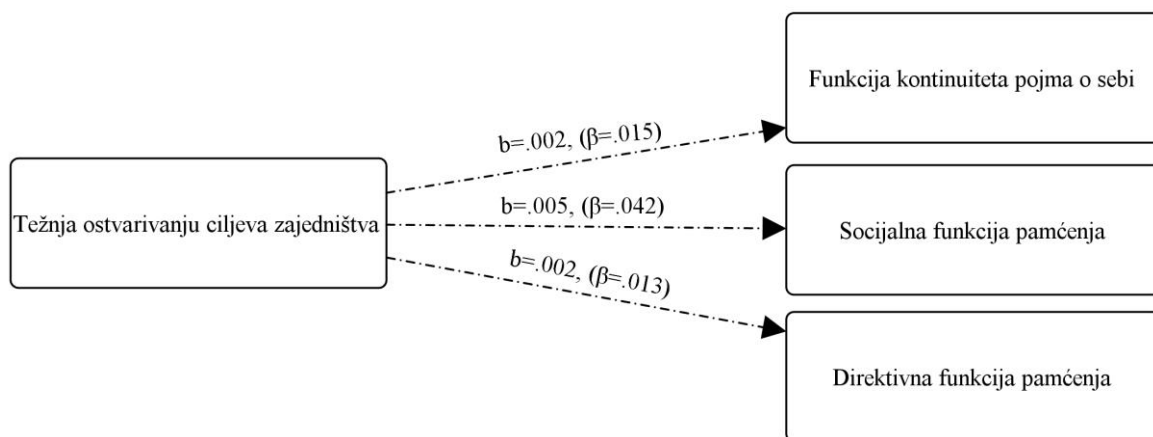 Funkcija kontinuiteta pojma o sebi
b=.002, (β=.015)
Težnja ostvarivanju ciljeva zajedništva
b=.005, (β=.042)
Socijalna funkcija pamćenja
b=.002, (β=.013)
Direktivna funkcija pamćenja